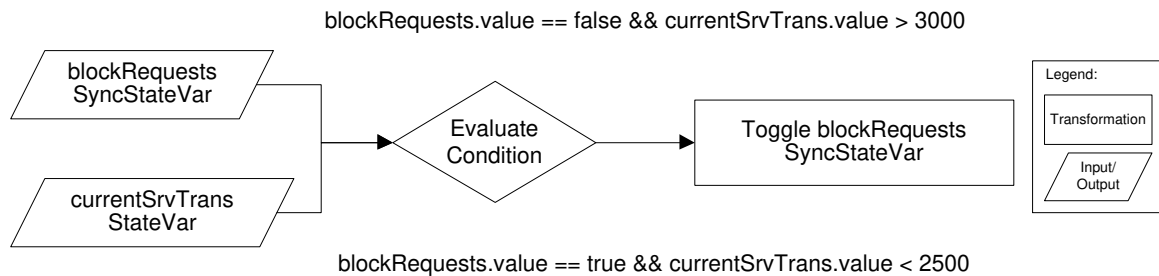 blockRequests.value == false && currentSrvTrans.value > 3000
blockRequests
SyncStateVar
currentSrvTrans
StateVar
Evaluate
Condition
Toggle blockRequests
SyncStateVar
Legend:
Transformation
Input/
Output
blockRequests.value == true && currentSrvTrans.value < 2500